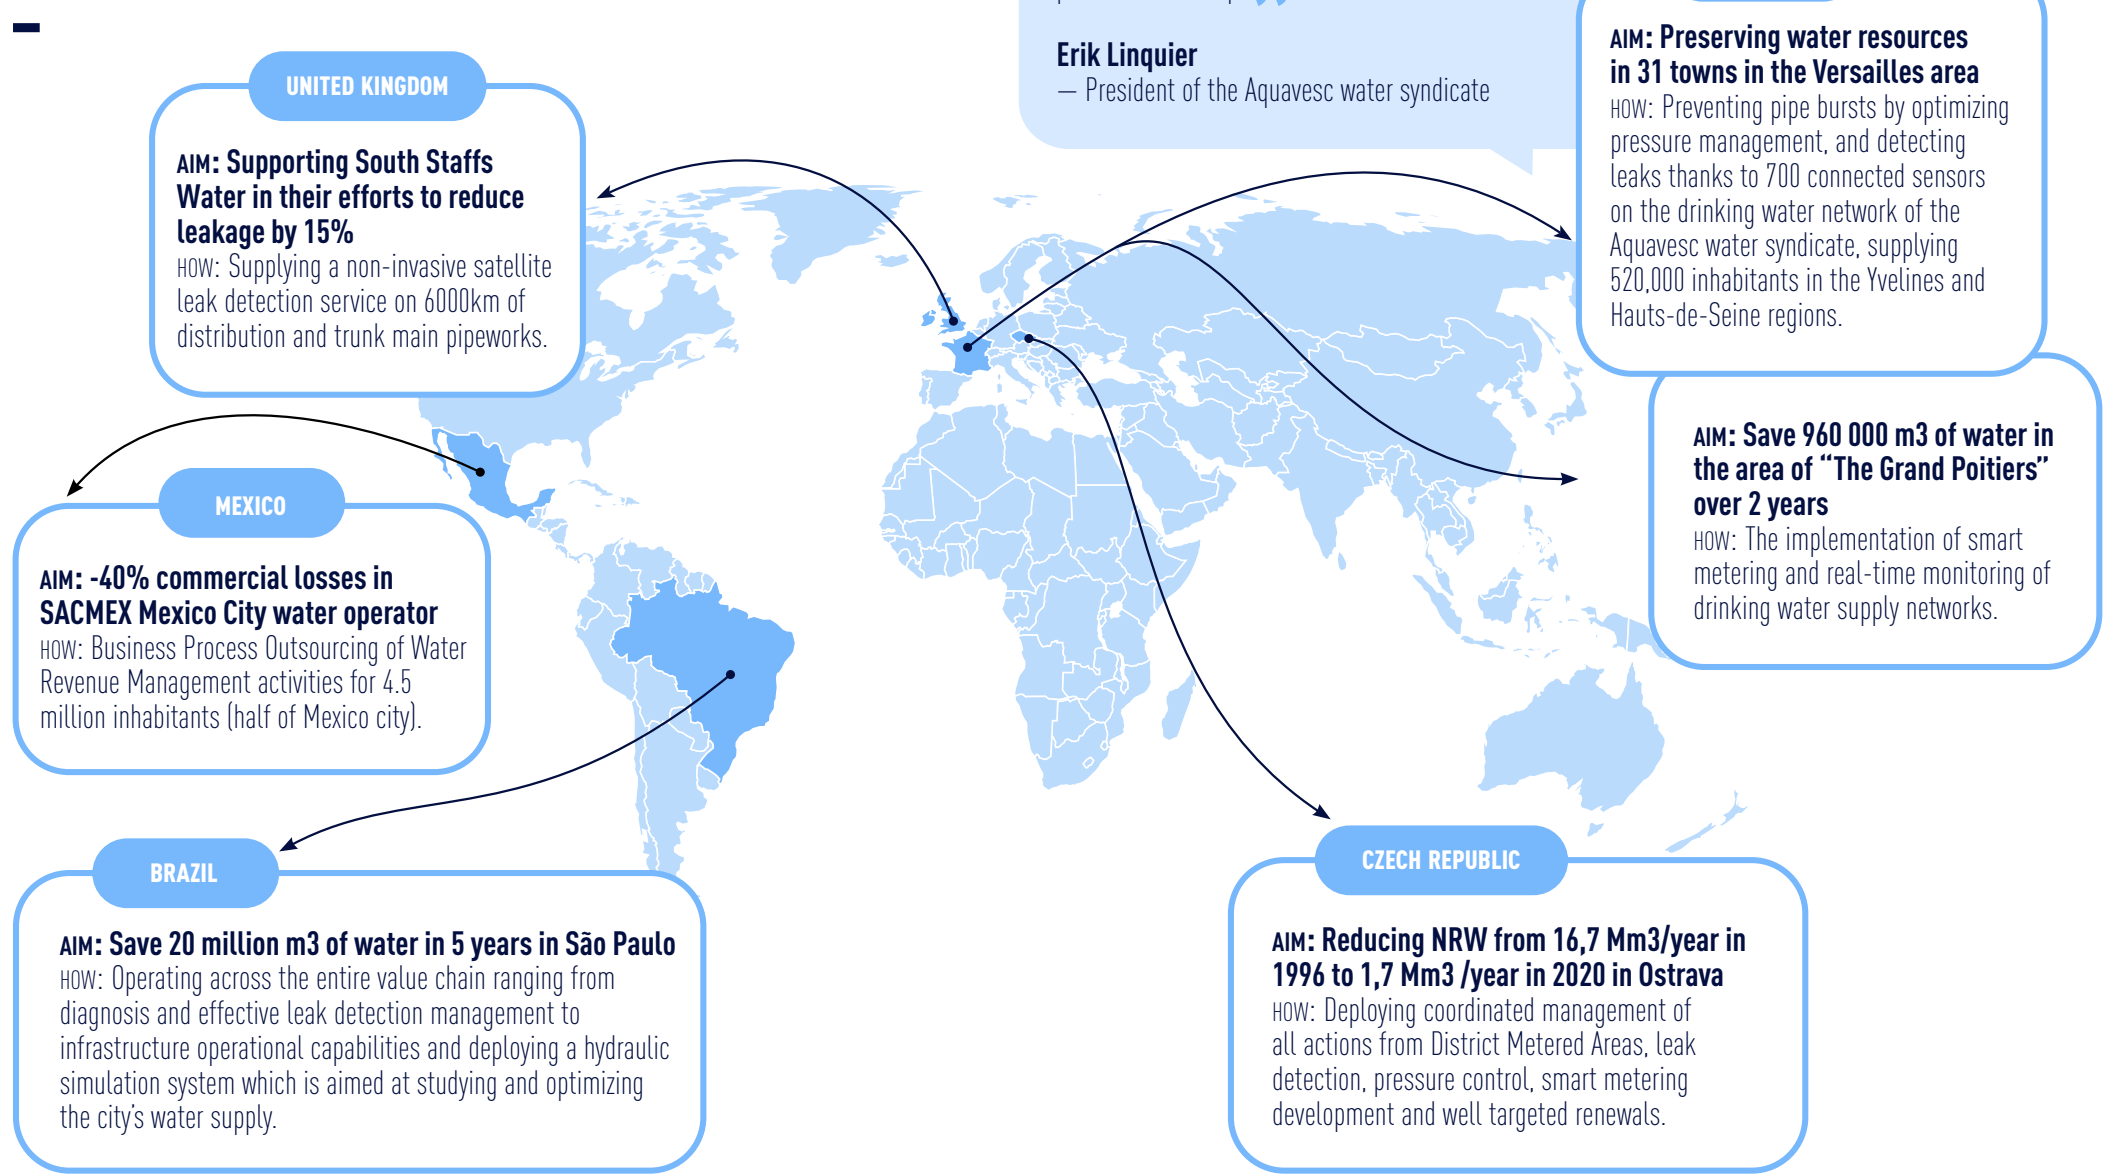 Erik Linquier
— President of the Aquavesc water syndicate
AIM: Preserving water resources
in 31 towns in the Versailles area
HOW: Preventing pipe bursts by optimizing
pressure management, and detecting
leaks thanks to 700 connected sensors
on the drinking water network of the
Aquavesc water syndicate, supplying
520,000 inhabitants in the Yvelines and
Hauts-de-Seine regions.
UNITED KINGDOM
AIM: Supporting South Staffs
Water in their efforts to reduce
leakage by 15%
HOW: Supplying a non-invasive satellite
leak detection service on 6000km of
distribution and trunk main pipeworks.
AIM: Save 960 000 m3 of water in
the area of “The Grand Poitiers”
over 2 years
HOW: The implementation of smart
metering and real-time monitoring of
drinking water supply networks.
MEXICO
AIM: -40% commercial losses in
SACMEX Mexico City water operator
HOW: Business Process Outsourcing of Water
Revenue Management activities for 4.5
million inhabitants (half of Mexico city).
BRAZIL
AIM: Save 20 million m3 of water in 5 years in São Paulo
HOW: Operating across the entire value chain ranging from
diagnosis and effective leak detection management to
infrastructure operational capabilities and deploying a hydraulic
simulation system which is aimed at studying and optimizing
the city's water supply.
CZECH REPUBLIC
AIM: Reducing NRW from 16,7 Mm3/year in
1996 to 1,7 Mm3 /year in 2020 in Ostrava
HOW: Deploying coordinated management of
all actions from District Metered Areas, leak
detection, pressure control, smart metering
development and well targeted renewals.